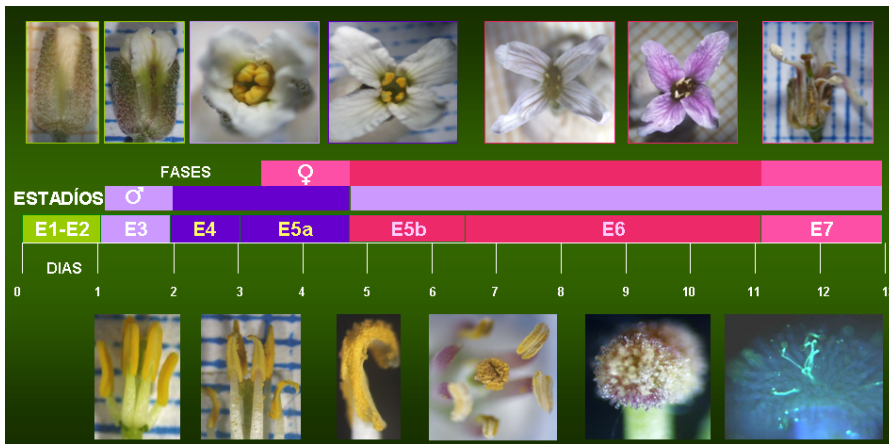 FASES ♀
ESTADÍOS ♂
E1-E2 E3 E4 E5a E5b E6 E7
DIAS
0 1 2 3 4 5 6 7 8 9 10 11 12